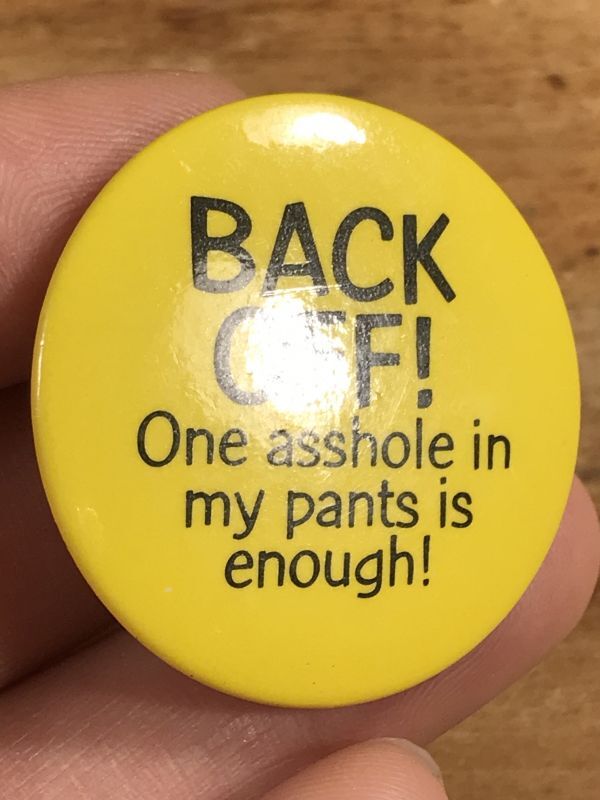 BACK
OFF!
One asshole in
my pants is
enough!